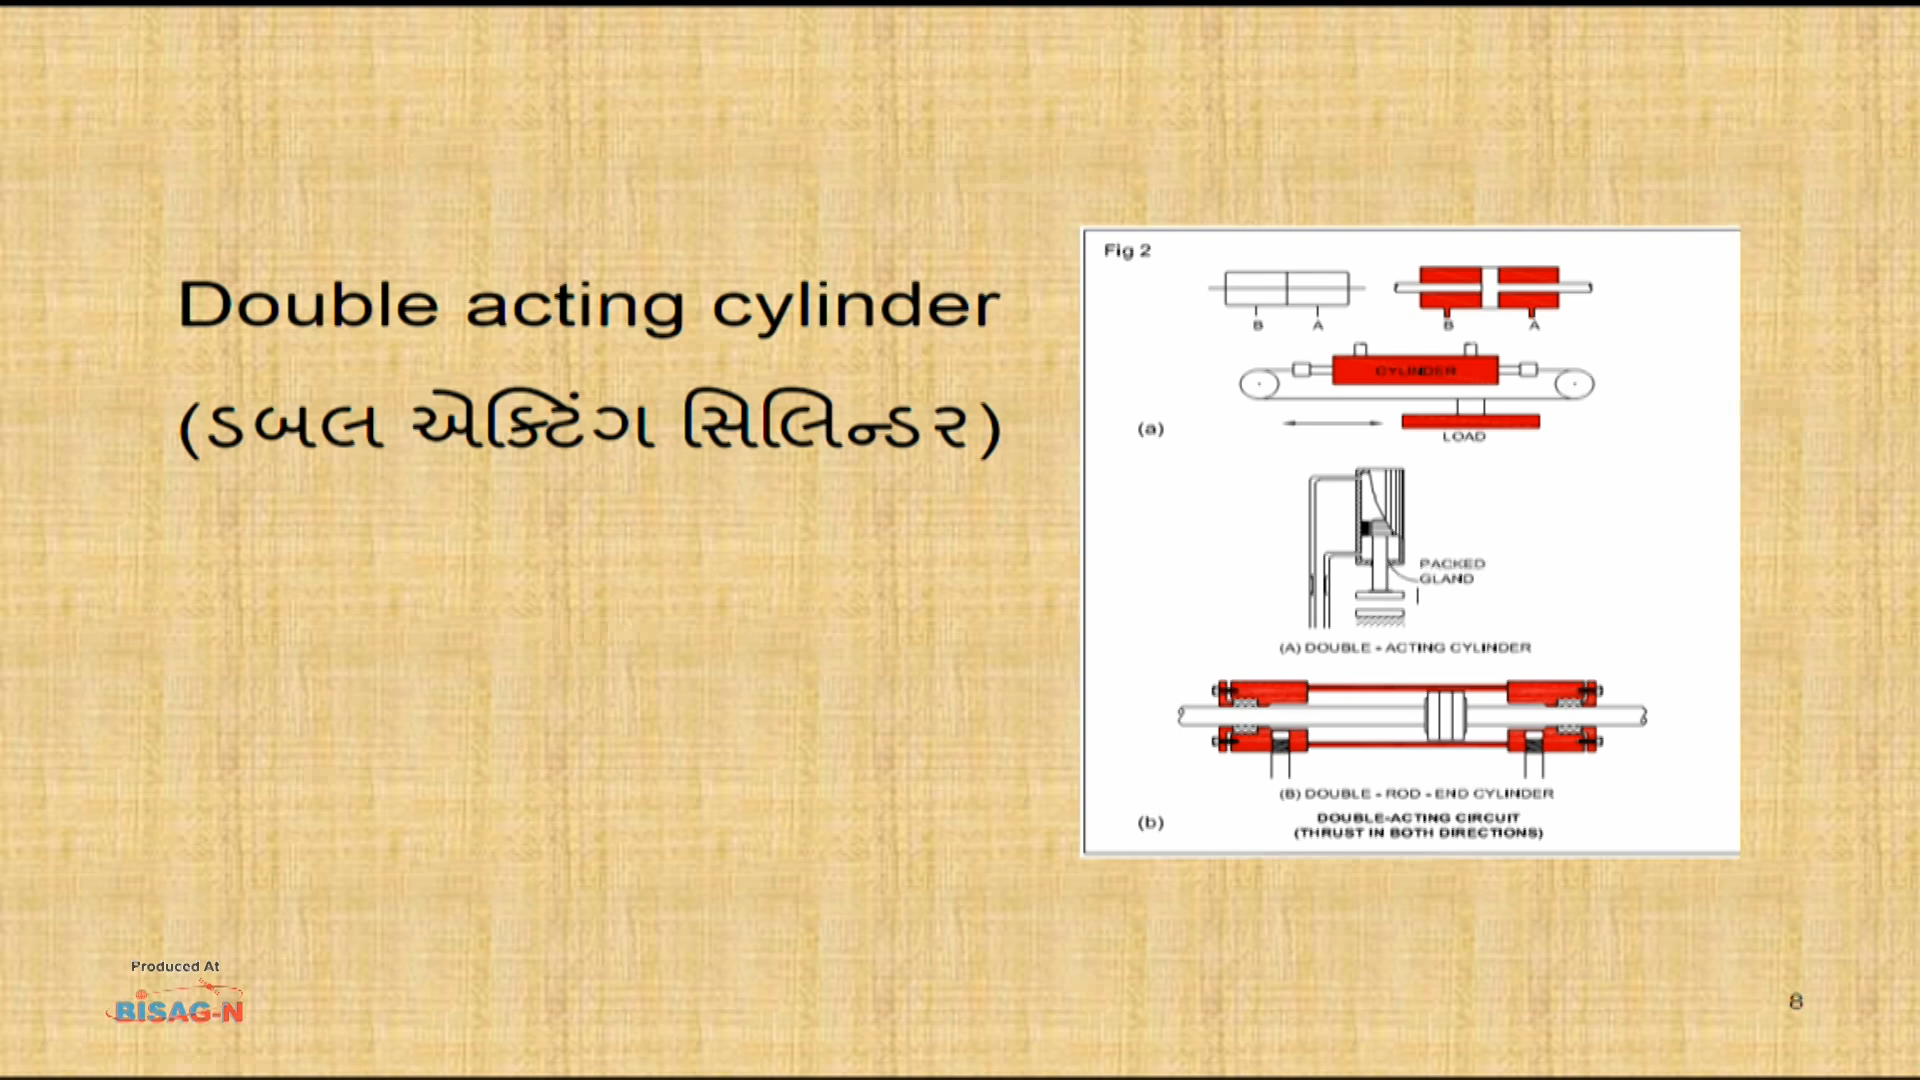 Double acting cylinder
(ડબલ એક્ટિંગ સિલિન્ડર)
Fig 2
B A
B A
CYLINDER
(a)
LOAD
PACKED
GLAND
(A) DOUBLE - ACTING CYLINDER
(B) DOUBLE - ROD - END CYLINDER
(b)
DOUBLE-ACTING CIRCUIT
(THRUST IN BOTH DIRECTIONS)
Produced At
BISAG-N
8